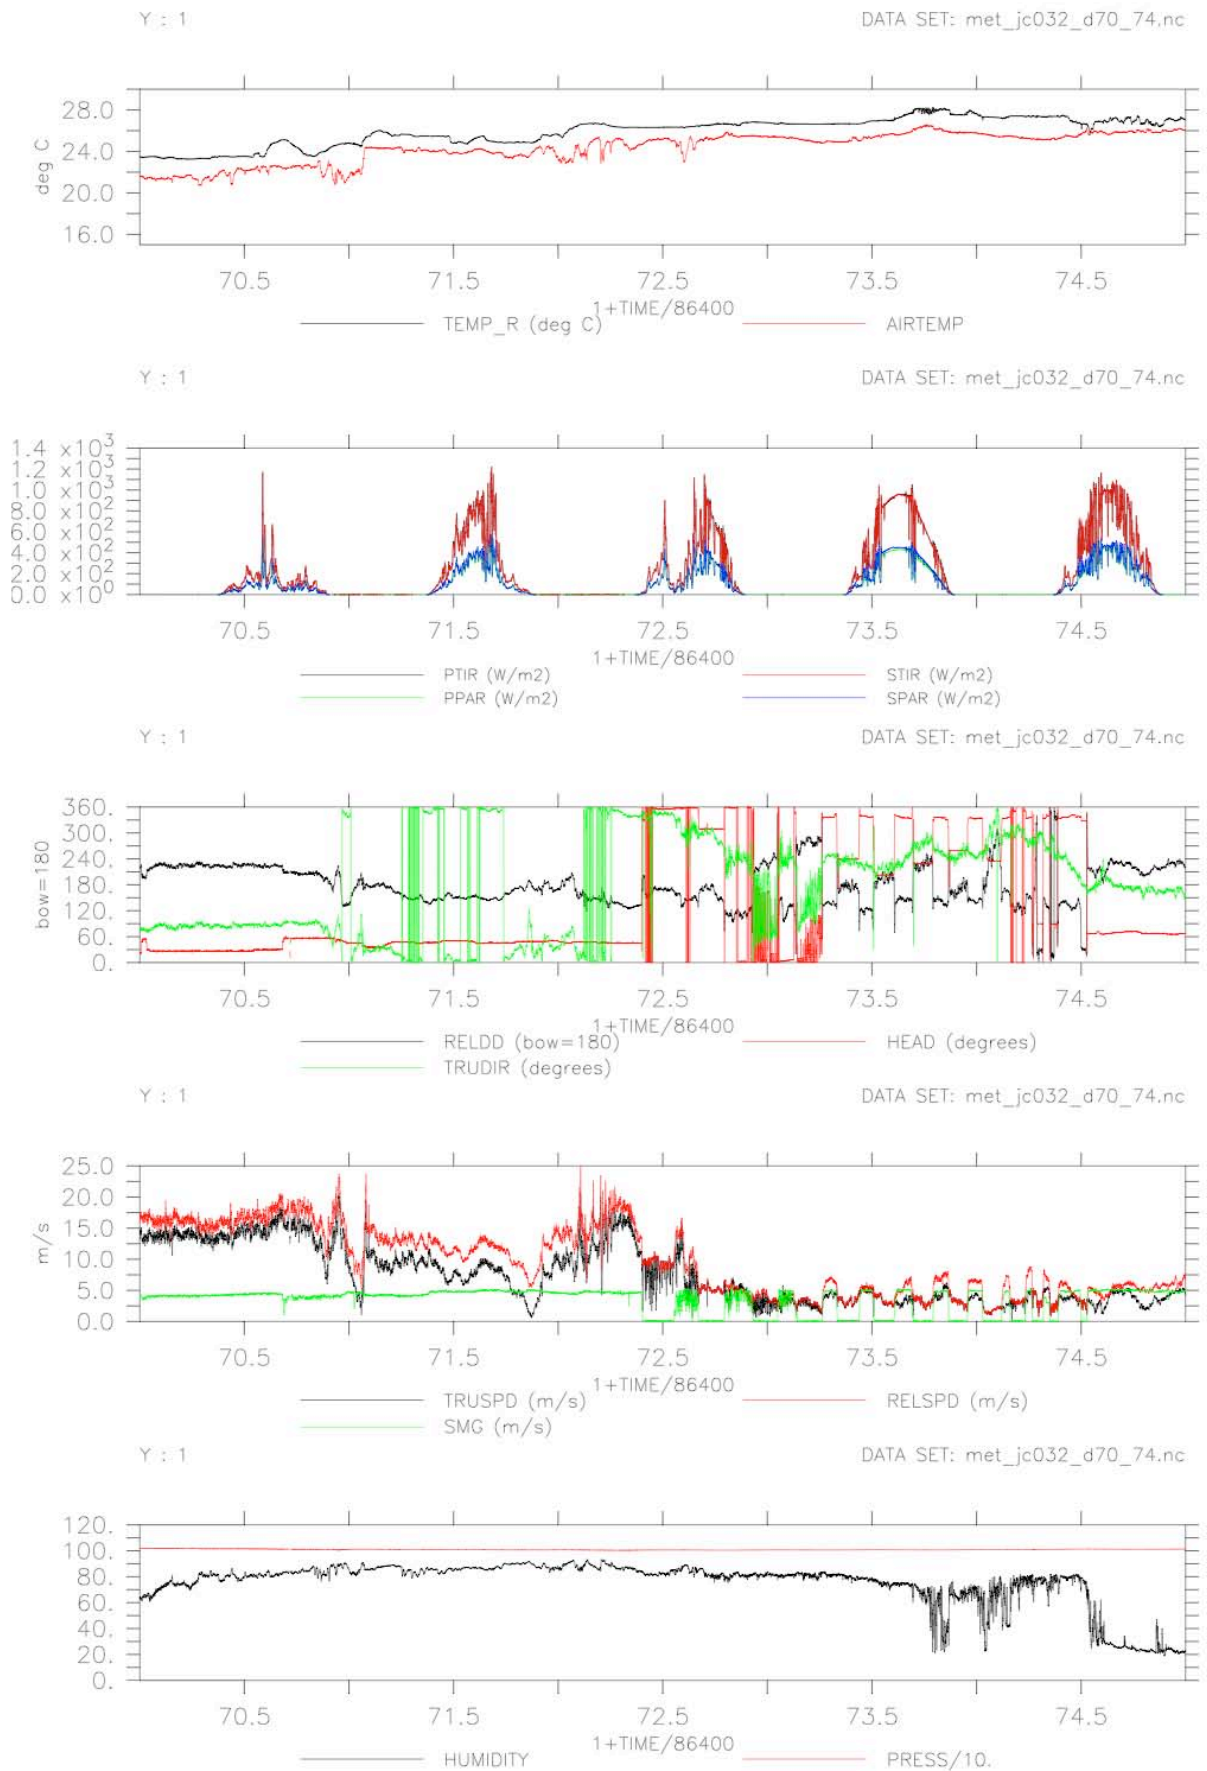 Y : 1 DATA SET: met_jc032_d70_74.nc
28.0
24.0
20.0
16.0
deg C
70.5 71.5 72.5 73.5 74.5
1+TIME/86400
TEMP_R (deg C) AIRTEMP
Y : 1 DATA SET: met_jc032_d70_74.nc
1.4 x10³
1.2 x10³
1.0 x10³
8.0 x10²
6.0 x10²
4.0 x10²
2.0 x10²
0.0 x10⁰
70.5 71.5 72.5 73.5 74.5
1+TIME/86400
PTIR (W/m2) STIR (W/m2)
PPAR (W/m2) SPAR (W/m2)
Y : 1 DATA SET: met_jc032_d70_74.nc
360.
300.
240.
180.
120.
60.
0.
bow=180
70.5 71.5 72.5 73.5 74.5
1+TIME/86400
RELDD (bow=180) HEAD (degrees)
TRUDIR (degrees)
Y : 1 DATA SET: met_jc032_d70_74.nc
25.0
20.0
15.0
10.0
5.0
0.0
m/s
70.5 71.5 72.5 73.5 74.5
1+TIME/86400
TRUSPD (m/s) RELSPD (m/s)
SMG (m/s)
Y : 1 DATA SET: met_jc032_d70_74.nc
120.
100.
80.
60.
40.
20.
0.
70.5 71.5 72.5 73.5 74.5
1+TIME/86400
HUMIDITY PRESS/10.